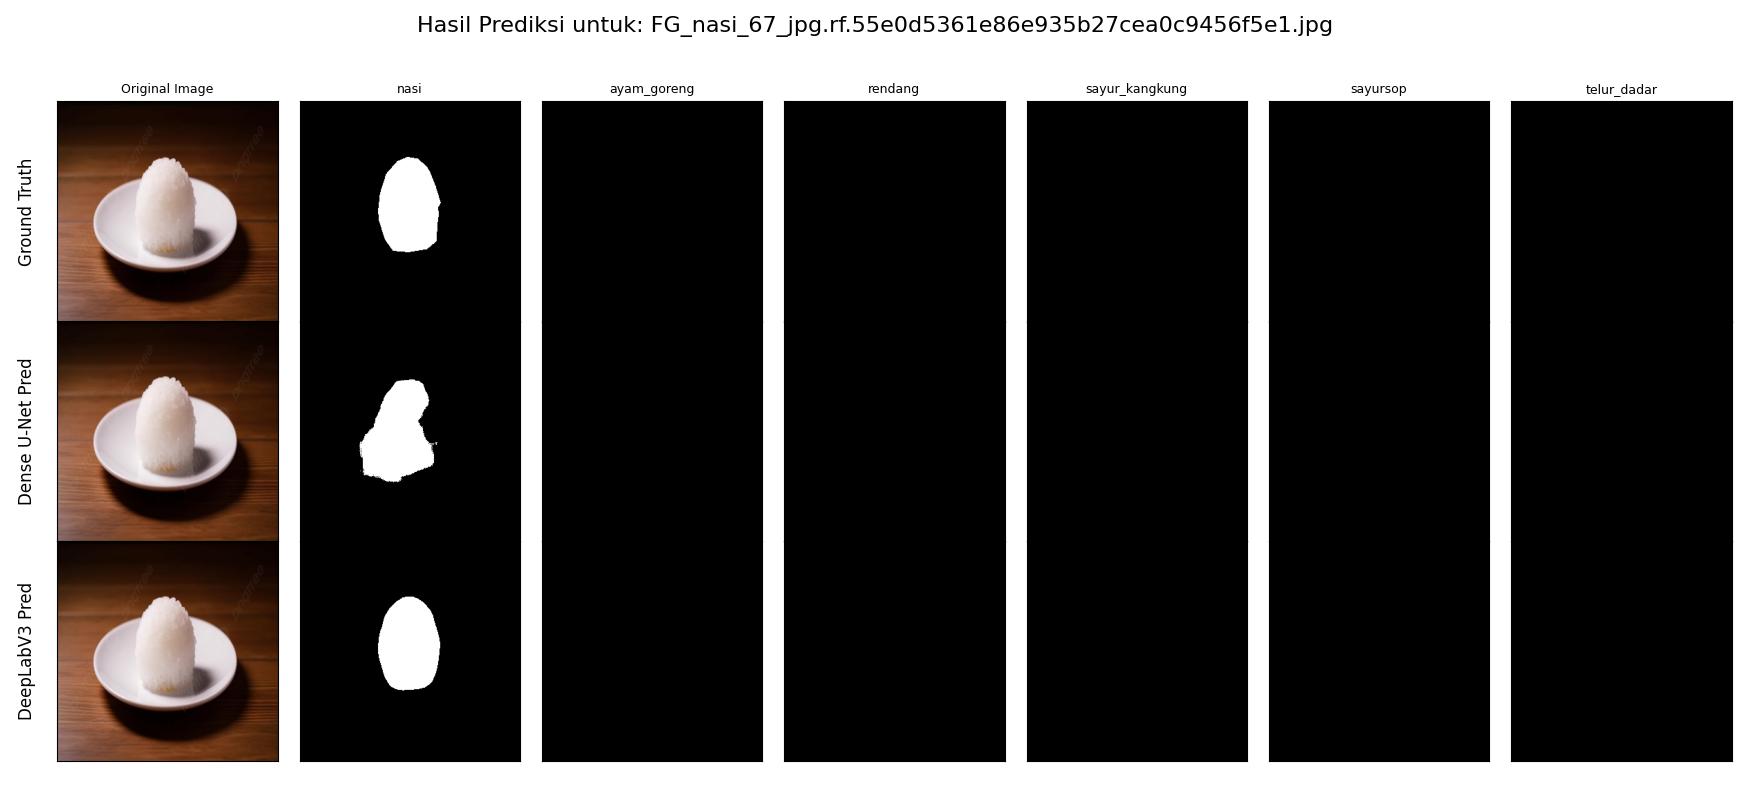 Hasil Prediksi untuk: FG_nasi_67_jpg.rf.55e0d5361e86e935b27cea0c9456f5e1.jpg
Original Image
nasi
ayam_goreng
rendang
sayur_kangkung
sayursop
telur_dadar
Ground Truth
Dense U-Net Pred
DeepLabV3 Pred